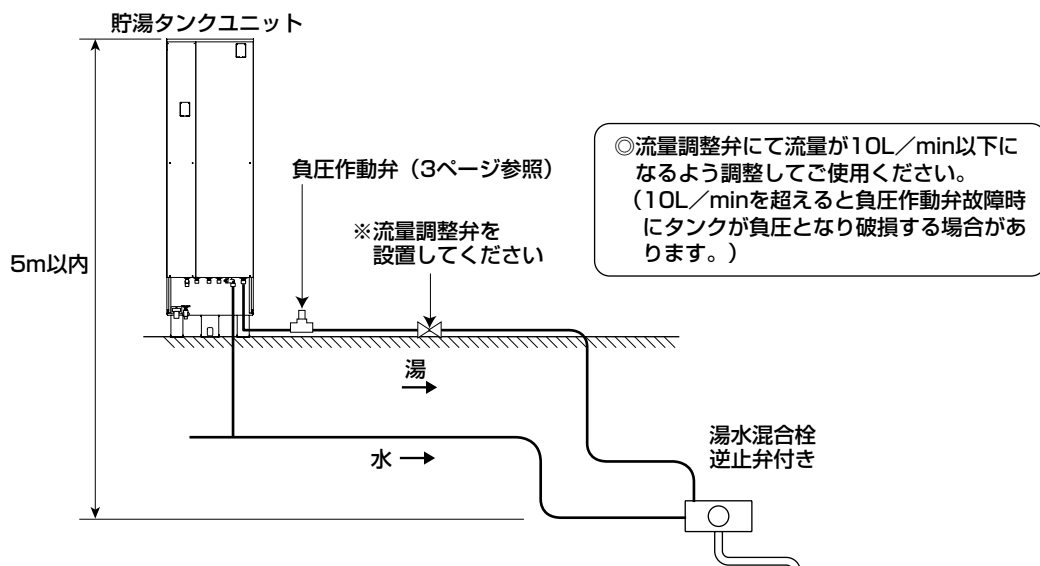 貯湯タンクユニット
負圧作動弁（3ページ参照）
※流量調整弁を
設置してください
◎流量調整弁にて流量が10L／min以下に
なるよう調整してご使用ください。
（10L／minを超えると負圧作動弁故障時
にタンクが負圧となり破損する場合があ
ります。）
5m以内
湯
水
湯水混合栓
逆止弁付き